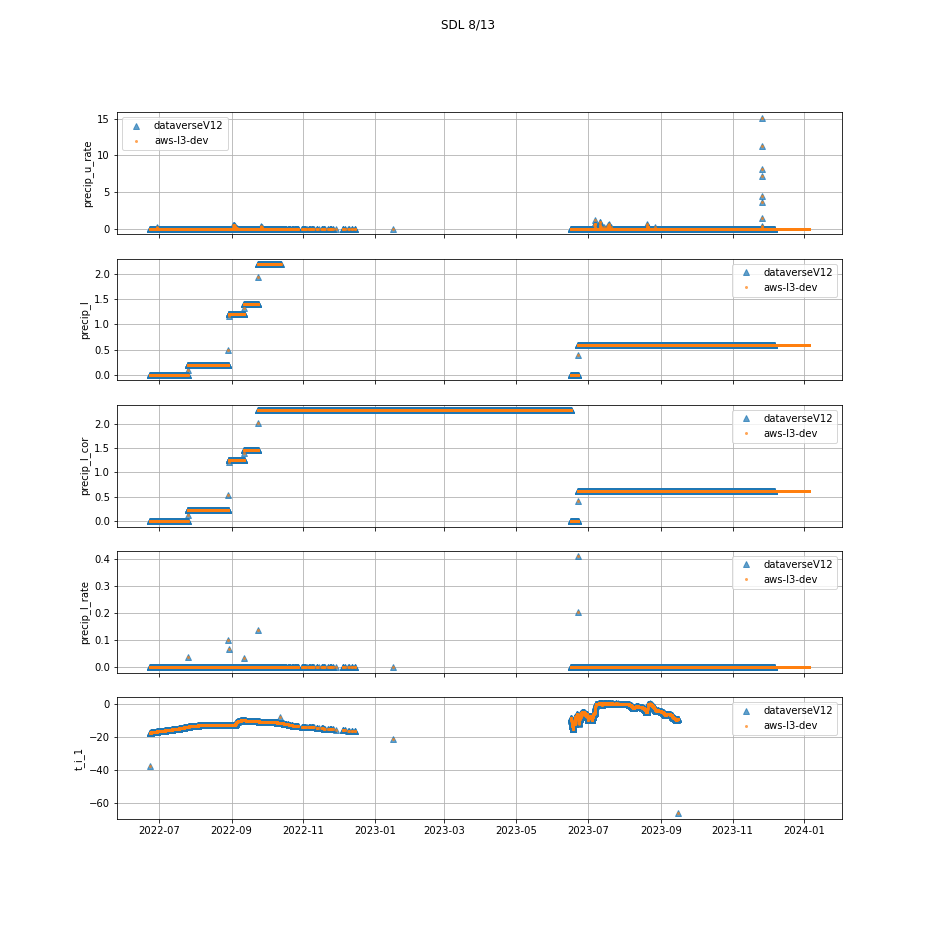 SDL 8/13
precip_u_rate
15
10
5
0
dataverseV12
aws-l3-dev
precip_l
2.0
1.5
1.0
0.5
0.0
dataverseV12
aws-l3-dev
precip_l_cor
2.0
1.5
1.0
0.5
0.0
dataverseV12
aws-l3-dev
precip_l_rate
0.4
0.3
0.2
0.1
0.0
dataverseV12
aws-l3-dev
t_i_1
0
−20
−40
−60
dataverseV12
aws-l3-dev
2022-07 2022-09 2022-11 2023-01 2023-03 2023-05 2023-07 2023-09 2023-11 2024-01